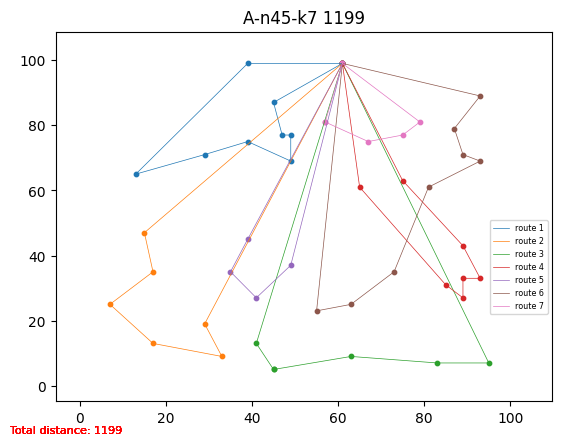 A-n45-k7 1199
100
80
60
40
20
0
route 1
route 2
route 3
route 4
route 5
route 6
route 7
0 20 40 60 80 100
Total distance: 1199